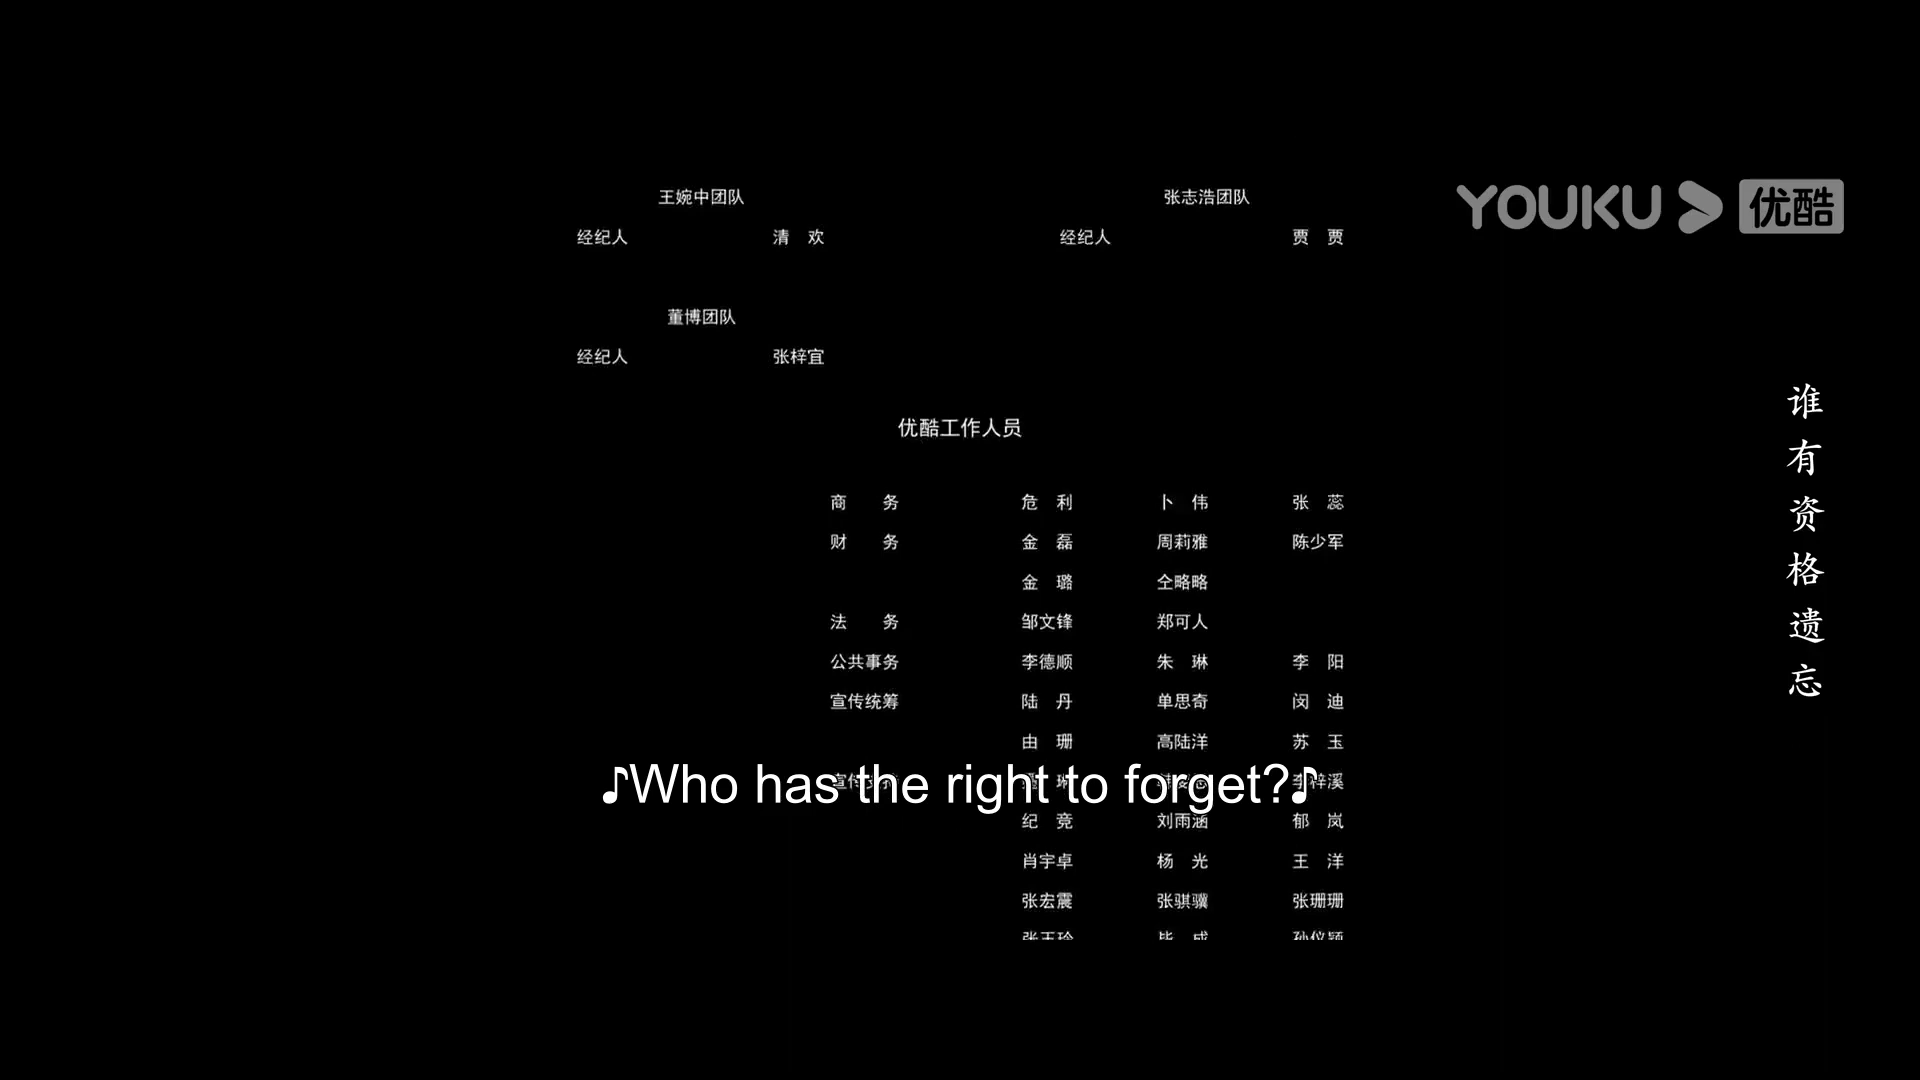 王婉中团队 张志浩团队
YOUKU 优酷
经纪人 清 欢 经纪人 贾 贾
董博团队
经纪人 张梓宜
优酷工作人员
商 务 危 利 卜 伟 张 蕊
财 务 金 磊 周莉雅 陈少军
金 璐 仝略略
法 务 邹文锋 郑可人
公共事务 李德顺 朱 琳 李 阳
宣传统筹 陆 丹 单思奇 闵 迪
由 珊 高陆洋 苏 玉
♪Who has the right to forget?♪
李梓溪
纪 竞 刘雨涵 郁 岚
肖宇卓 杨 光 王 洋
张宏震 张骐骥 张珊珊
谁有资格遗忘